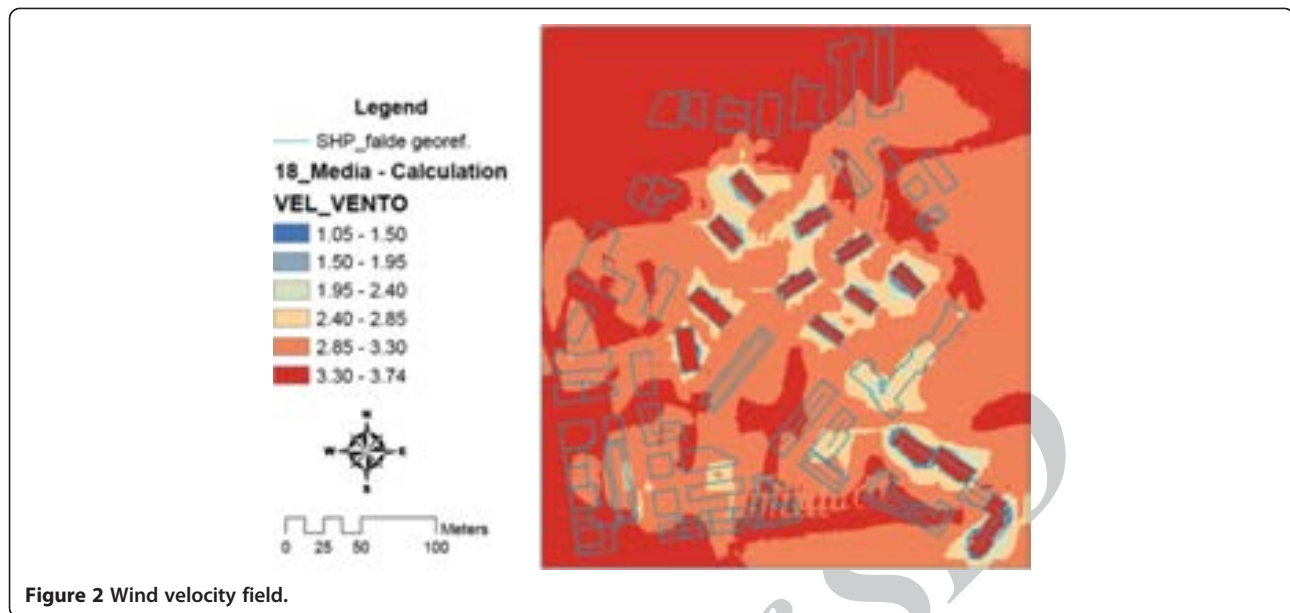 Legend
SHP_falde georef.
18_Media - Calculation
VEL_VENTO
1.05 - 1.50
1.50 - 1.95
1.95 - 2.40
2.40 - 2.85
2.85 - 3.30
3.30 - 3.74
N
W E
S
Meters
0 25 50 100
Figure 2 Wind velocity field.